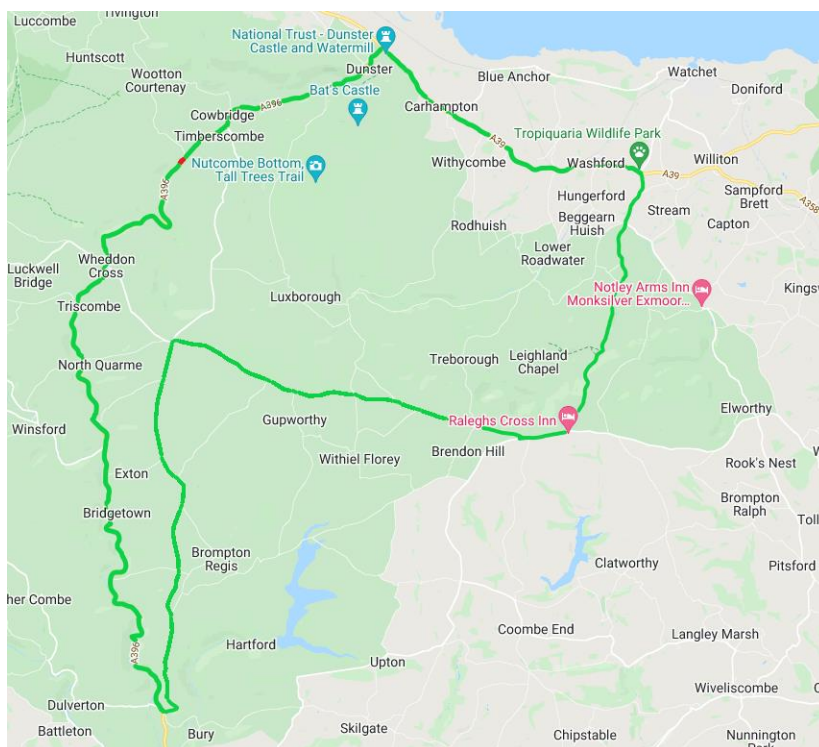 Luccombe
Tivington
Huntscott
Wootton
Courtenay
National Trust - Dunster
Castle and Watermill
Dunster
Bat's Castle
Blue Anchor
Watchet
Doniford
A396
Cowbridge
Timberscombe
Carhampton
A39
Tropiquaria Wildlife Park
Nutcombe Bottom,
Tall Trees Trail
Withycombe
Washford
A39
Williton
A396
Hungerford
Sampford
Brett
A358
Beggearn
Huish
Stream
Capton
Rodhuish
Lower
Roadwater
Wheddon
Cross
Luckwell
Bridge
Luxborough
Notley Arms Inn
Monksilver Exmoor...
Kingsw
Triscombe
North Quarme
Treborough
Leighland
Chapel
Winsford
Gupworthy
Raleghs Cross Inn
Elworthy
Withiel Florey
Brendon Hill
Rook's Nest
Exton
Bridgetown
Brompton
Ralph
Toll
Brompton
Regis
Clatworthy
Pitsford
her Combe
Coombe End
Langley Marsh
A396
Hartford
Upton
Dulverton
Wiveliscombe
Battleton
Bury
Skilgate
Chipstable
Nunnington
Park